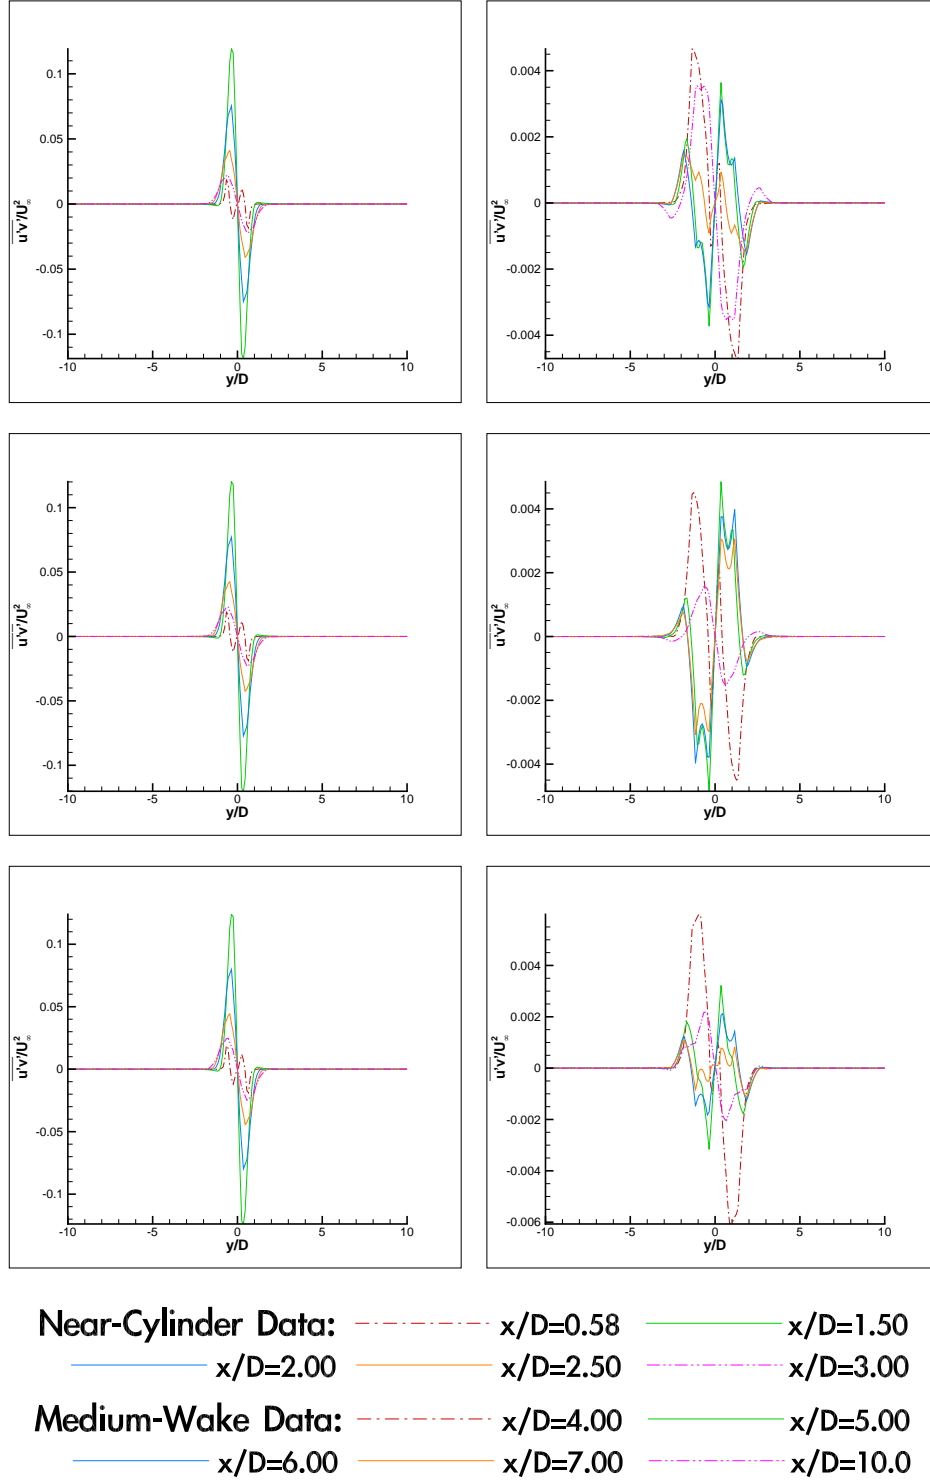 0.1
0.05
0
-0.05
-0.1
-10 -5 0 5 10
y/D
u'v'/U²∞
0.004
0.002
0
-0.002
-0.004
-10 -5 0 5 10
y/D
u'v'/U²∞
0.1
0.05
0
-0.05
-0.1
-10 -5 0 5 10
y/D
u'v'/U²∞
0.004
0.002
0
-0.002
-0.004
-10 -5 0 5 10
y/D
u'v'/U²∞
0.1
0.05
0
-0.05
-0.1
-10 -5 0 5 10
y/D
u'v'/U²∞
0.004
0.002
0
-0.002
-0.004
-0.006
-10 -5 0 5 10
y/D
u'v'/U²∞
Near-Cylinder Data: x/D=0.58 x/D=1.50
x/D=2.00 x/D=2.50 x/D=3.00
Medium-Wake Data: x/D=4.00 x/D=5.00
x/D=6.00 x/D=7.00 x/D=10.0